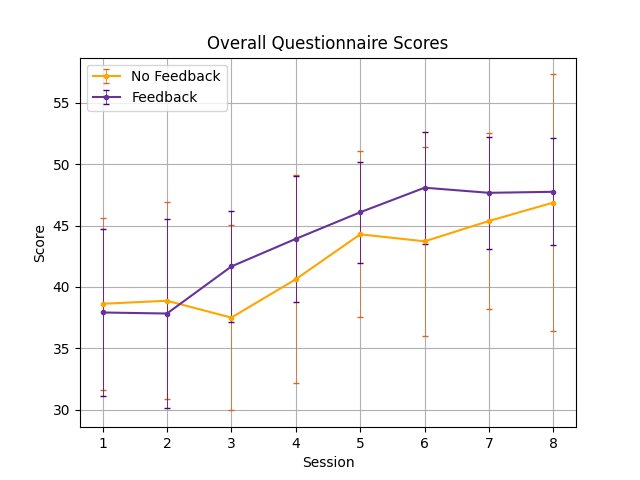 Overall Questionnaire Scores
No Feedback
Feedback
55
50
45
40
35
30
Score
1 2 3 4 5 6 7 8
Session